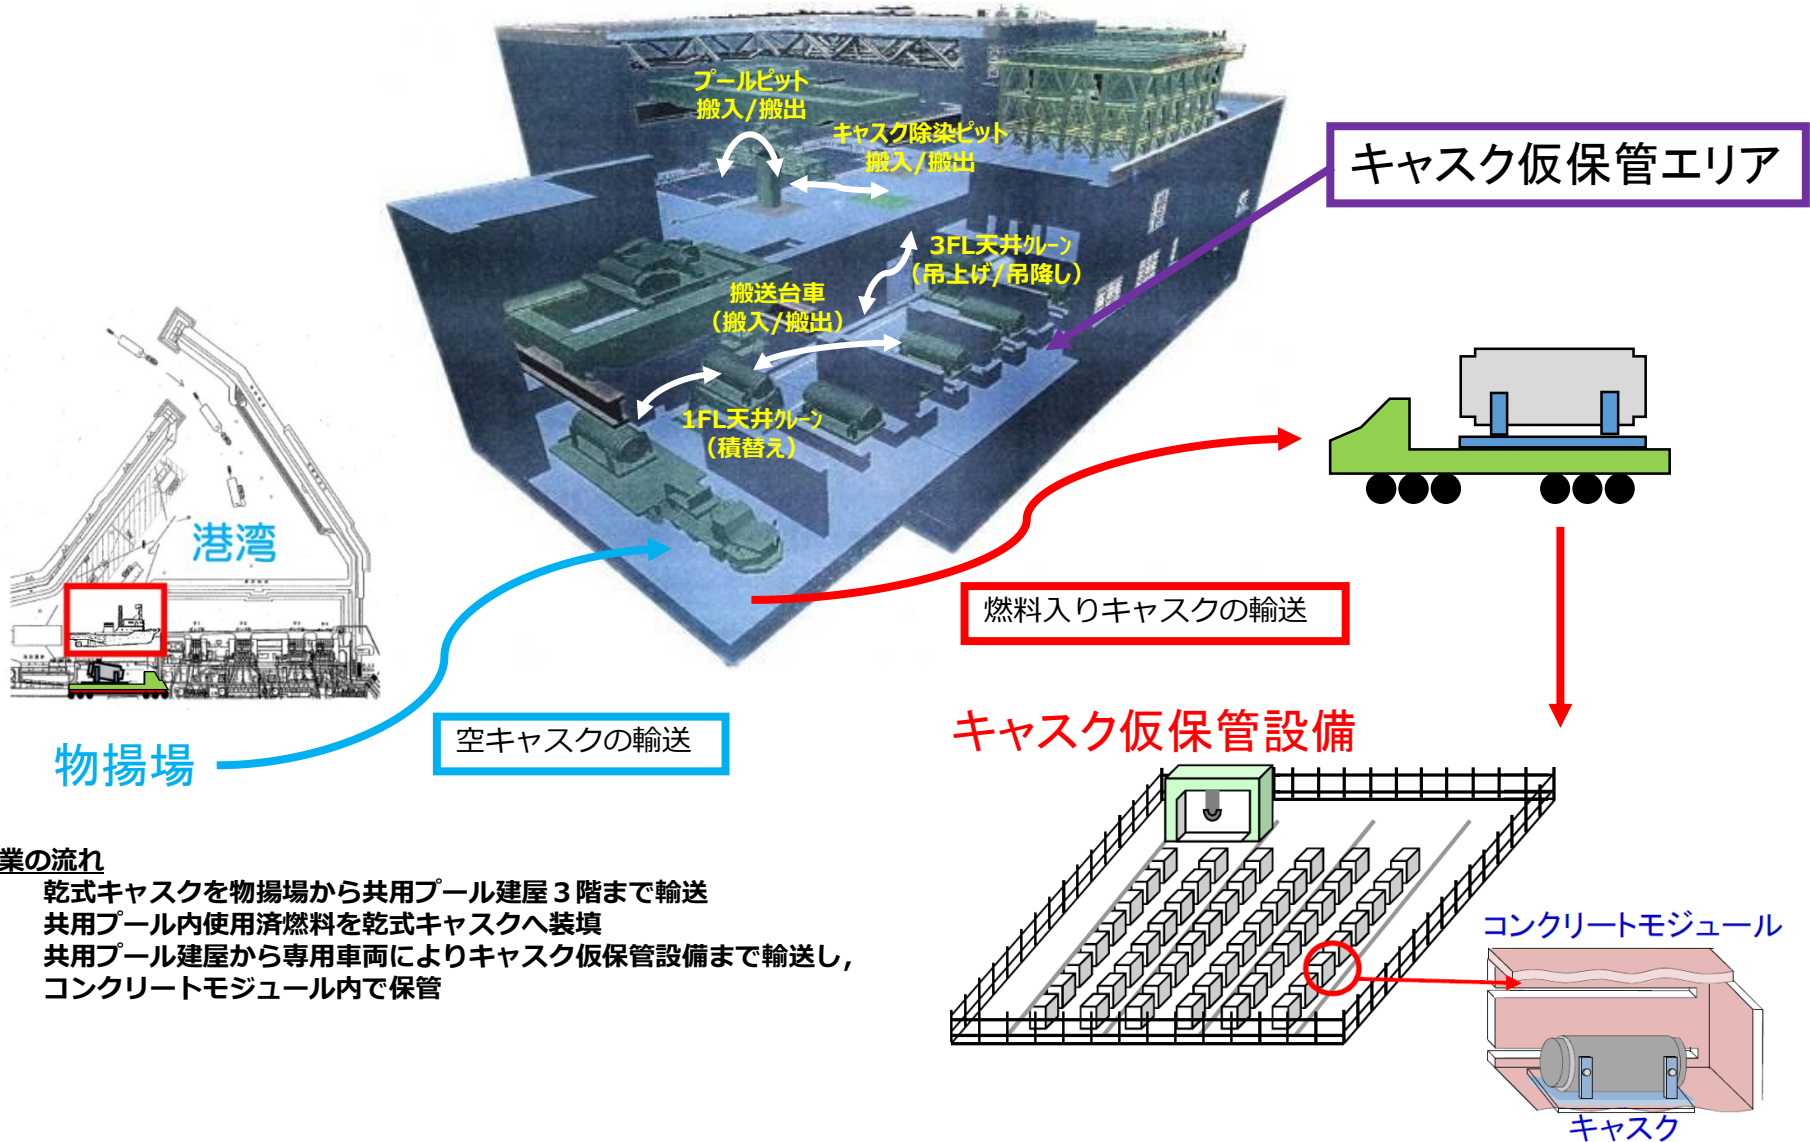 プールピット
搬入/搬出
キャスク除染ピット
搬入/搬出
キャスク仮保管エリア
3FL天井クレーン
（吊上げ/吊降し）
搬送台車
（搬入/搬出）
1FL天井クレーン
（積替え）
港湾
燃料入りキャスクの輸送
空キャスクの輸送
物揚場
キャスク仮保管設備
業の流れ
乾式キャスクを物揚場から共用プール建屋３階まで輸送
共用プール内使用済燃料を乾式キャスクへ装填
共用プール建屋から専用車両によりキャスク仮保管設備まで輸送し,
コンクリートモジュール内で保管
コンクリートモジュール
キャスク